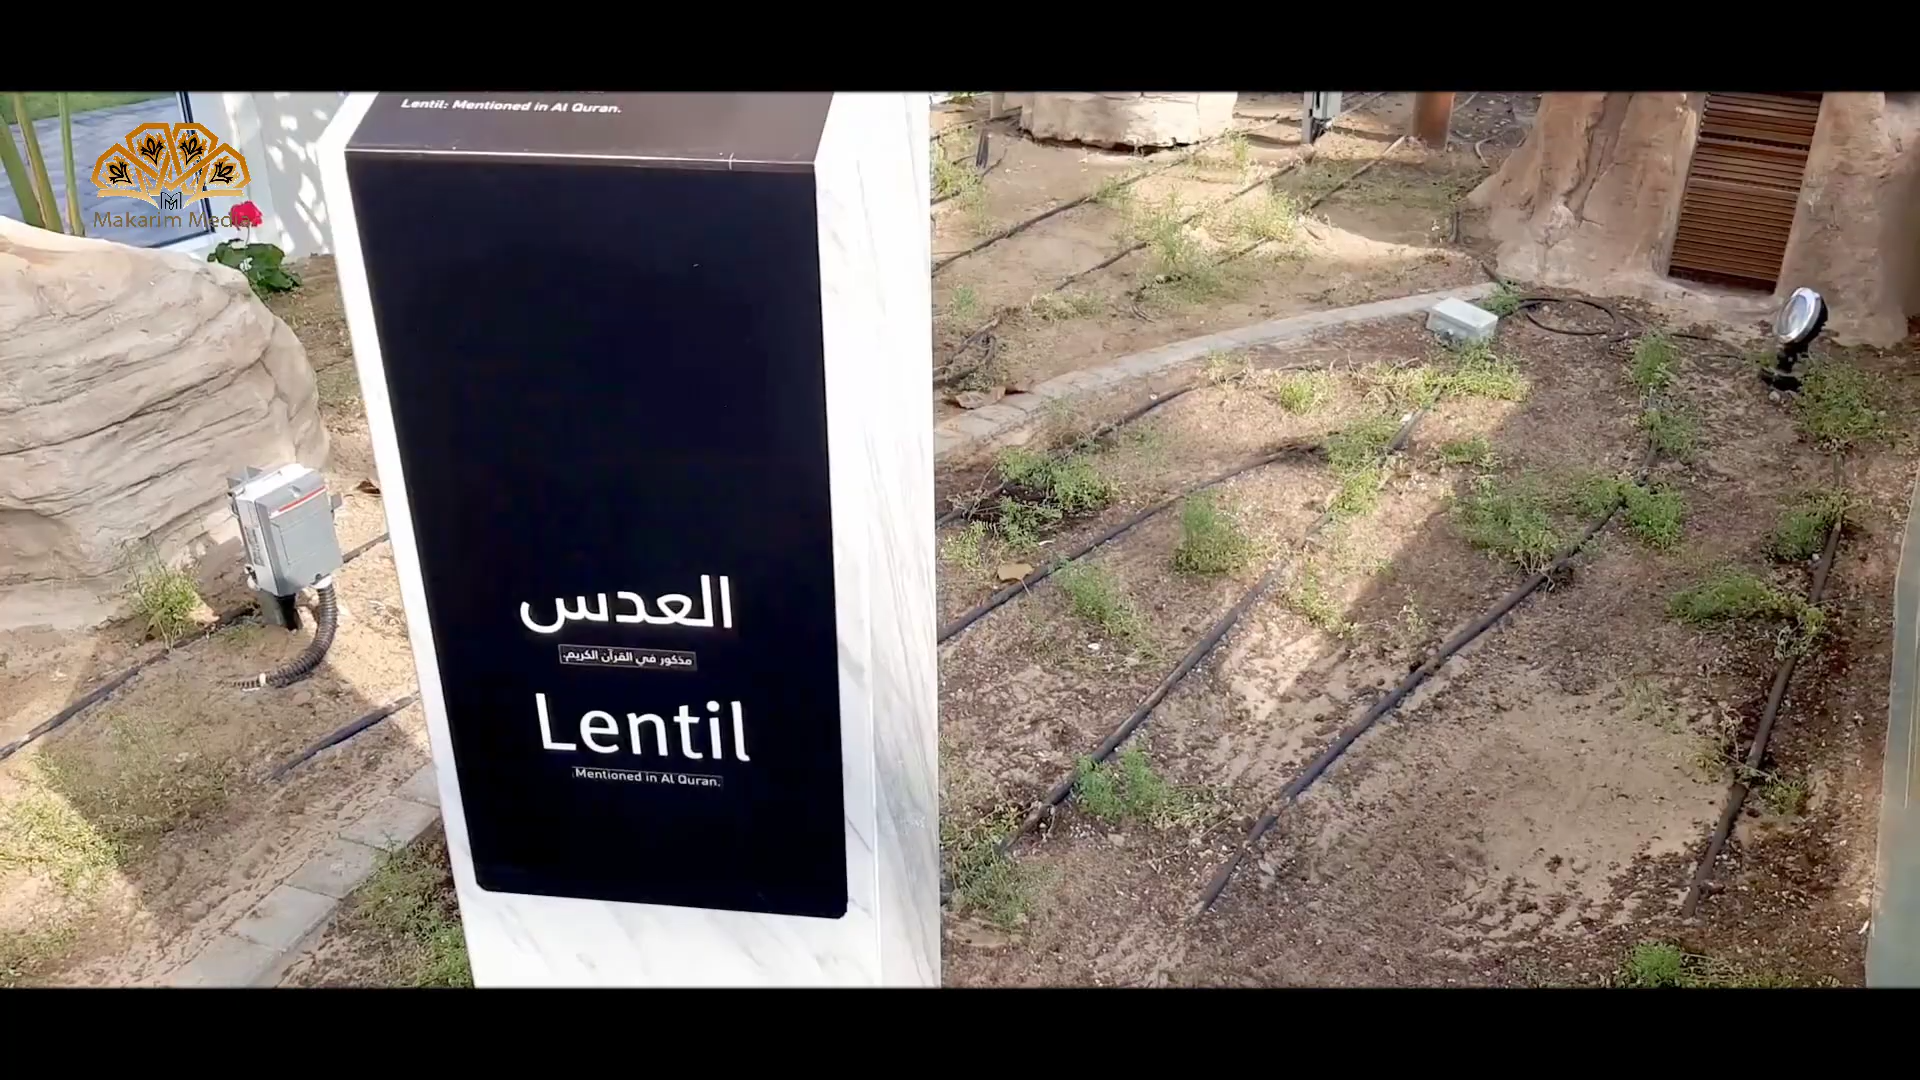 Lentil: Mentioned in Al Quran.
Makarim Media
العدس
مذكور في القرآن الكريم.
Lentil
Mentioned in Al Quran.